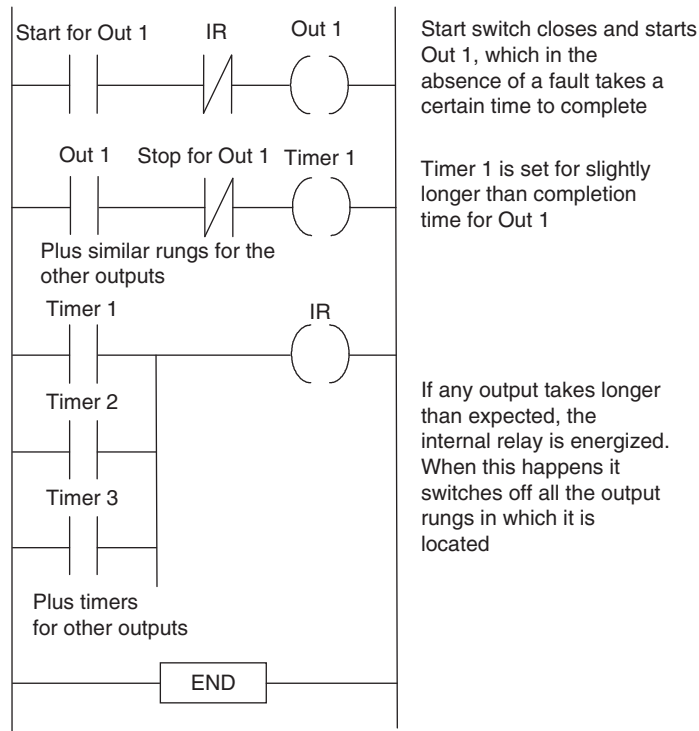 Start for Out 1 IR Out 1
Start switch closes and starts
Out 1, which in the
absence of a fault takes a
certain time to complete
Out 1 Stop for Out 1 Timer 1
Timer 1 is set for slightly
longer than completion
time for Out 1
Plus similar rungs for the
other outputs
Timer 1 IR
Timer 2
Timer 3
If any output takes longer
than expected, the
internal relay is energized.
When this happens it
switches off all the output
rungs in which it is
located
Plus timers
for other outputs
END